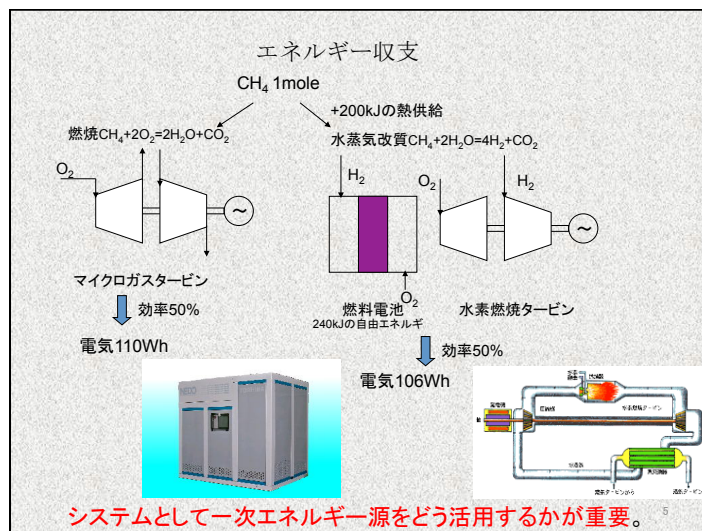 エネルギー収支
CH₄ 1mole
+200kJの熱供給
燃焼CH₄+2O₂=2H₂O+CO₂
水蒸気改質CH₄+2H₂O=4H₂+CO₂
O₂
H₂
O₂
H₂
~
~
マイクロガスタービン
O₂
燃料電池
水素燃焼タービン
240kJの自由エネルギ
効率50%
電気110Wh
効率50%
電気106Wh
システムとして一次エネルギー源をどう活用するかが重要。
5